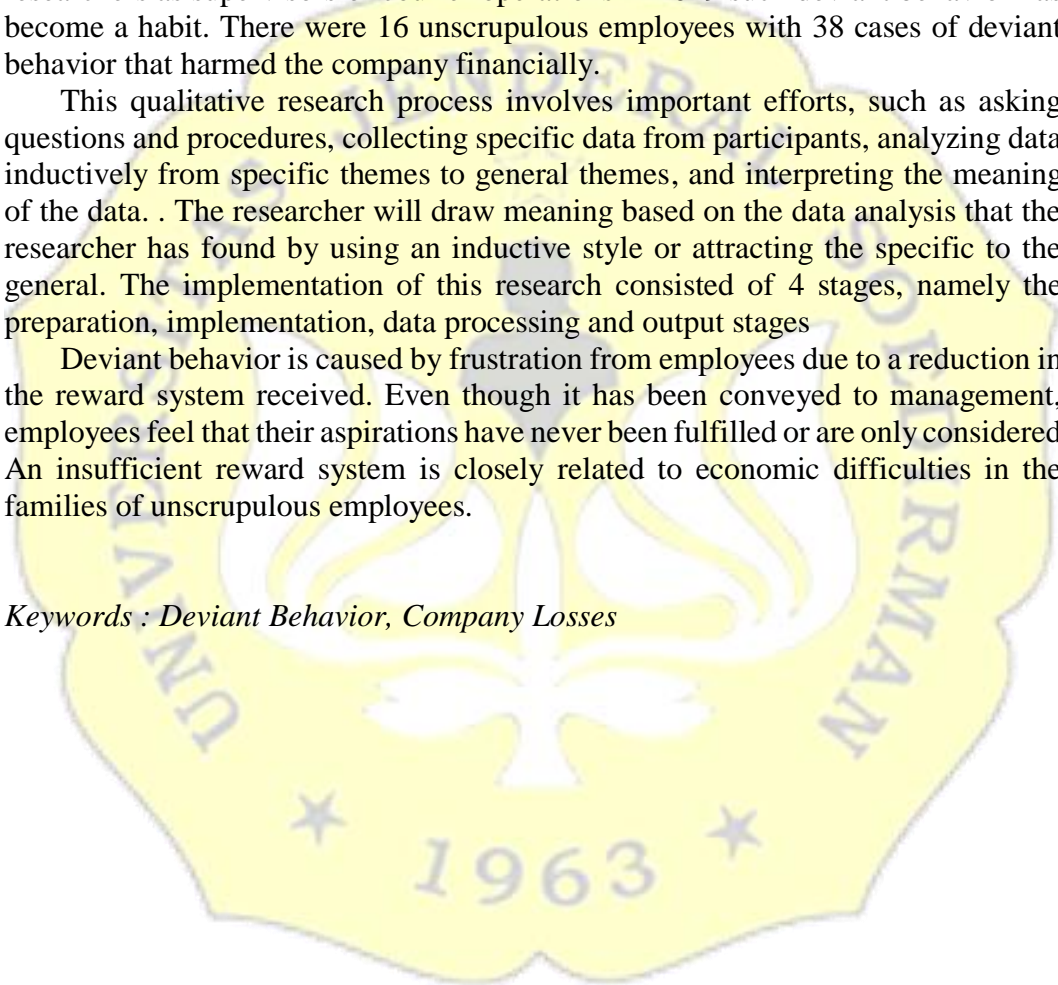 become a habit. There were 16 unscrupulous employees with 38 cases of deviant
behavior that harmed the company financially.
This qualitative research process involves important efforts, such as asking
questions and procedures, collecting specific data from participants, analyzing data
inductively from specific themes to general themes, and interpreting the meaning
of the data. . The researcher will draw meaning based on the data analysis that the
researcher has found by using an inductive style or attracting the specific to the
general. The implementation of this research consisted of 4 stages, namely the
preparation, implementation, data processing and output stages
Deviant behavior is caused by frustration from employees due to a reduction in
the reward system received. Even though it has been conveyed to management,
employees feel that their aspirations have never been fulfilled or are only considered
An insufficient reward system is closely related to economic difficulties in the
families of unscrupulous employees.
Keywords : Deviant Behavior, Company Losses
UNIVERSITAS JENDERAL SOEDIRMAN
1963